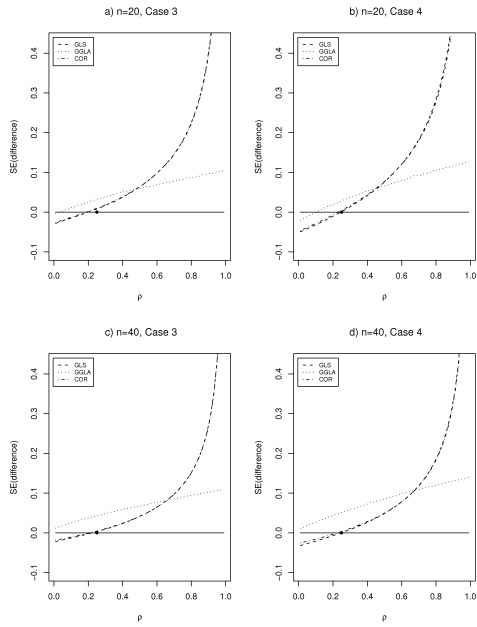 a) n=20, Case 3
GLS
GGLA
COR
SE(difference)
−0.1 0.0 0.1 0.2 0.3 0.4
0.0 0.2 0.4 0.6 0.8 1.0
ρ
b) n=20, Case 4
GLS
GGLA
COR
SE(difference)
−0.1 0.0 0.1 0.2 0.3 0.4
0.0 0.2 0.4 0.6 0.8 1.0
ρ
c) n=40, Case 3
GLS
GGLA
COR
SE(difference)
−0.1 0.0 0.1 0.2 0.3 0.4
0.0 0.2 0.4 0.6 0.8 1.0
ρ
d) n=40, Case 4
GLS
GGLA
COR
SE(difference)
−0.1 0.0 0.1 0.2 0.3 0.4
0.0 0.2 0.4 0.6 0.8 1.0
ρ